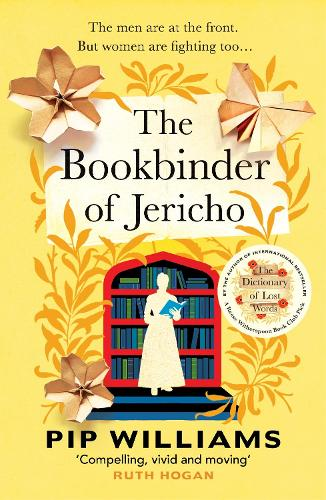 The men are at the front.
But women are fighting too…
The
Bookbinder
of Jericho
BY THE AUTHOR OF INTERNATIONAL BESTSELLER
The
Dictionary
of Lost
Words
A Reese Witherspoon Book Club Pick
PIP WILLIAMS
‘Compelling, vivid and moving’
RUTH HOGAN